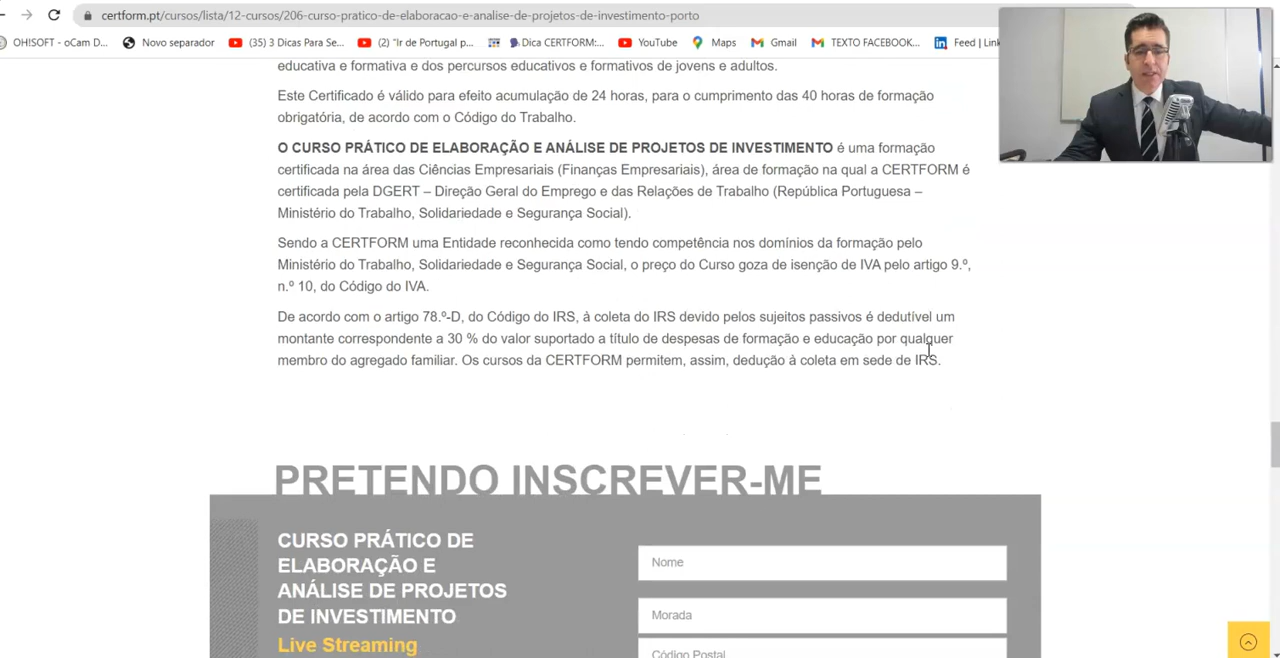 certform.pt/cursos/lista/12-cursos/206-curso-pratico-de-elaboracao-e-analise-de-projetos-de-investimento-porto
OHISOFT - oCam D... Novo separador (35) 3 Dicas Para Se... (2) "Ir de Portugal p... Dica CERTFORM:... YouTube Maps Gmail TEXTO FACEBOOK... Feed | Link
educativa e formativa e dos percursos educativos e formativos de jovens e adultos.
Este Certificado é válido para efeito acumulação de 24 horas, para o cumprimento das 40 horas de formação
obrigatória, de acordo com o Código do Trabalho.
O CURSO PRÁTICO DE ELABORAÇÃO E ANÁLISE DE PROJETOS DE INVESTIMENTO é uma formação
certificada na área das Ciências Empresariais (Finanças Empresariais), área de formação na qual a CERTFORM é
certificada pela DGERT – Direção Geral do Emprego e das Relações de Trabalho (República Portuguesa –
Ministério do Trabalho, Solidariedade e Segurança Social).
Sendo a CERTFORM uma Entidade reconhecida como tendo competência nos domínios da formação pelo
Ministério do Trabalho, Solidariedade e Segurança Social, o preço do Curso goza de isenção de IVA pelo artigo 9.º,
n.º 10, do Código do IVA.
De acordo com o artigo 78.º-D, do Código do IRS, à coleta do IRS devido pelos sujeitos passivos é dedutível um
montante correspondente a 30 % do valor suportado a título de despesas de formação e educação por qualquer
membro do agregado familiar. Os cursos da CERTFORM permitem, assim, dedução à coleta em sede de IRS.
PRETENDO INSCREVER-ME
CURSO PRÁTICO DE
ELABORAÇÃO E
ANÁLISE DE PROJETOS
DE INVESTIMENTO
Live Streaming
Nome
Morada
Código Postal